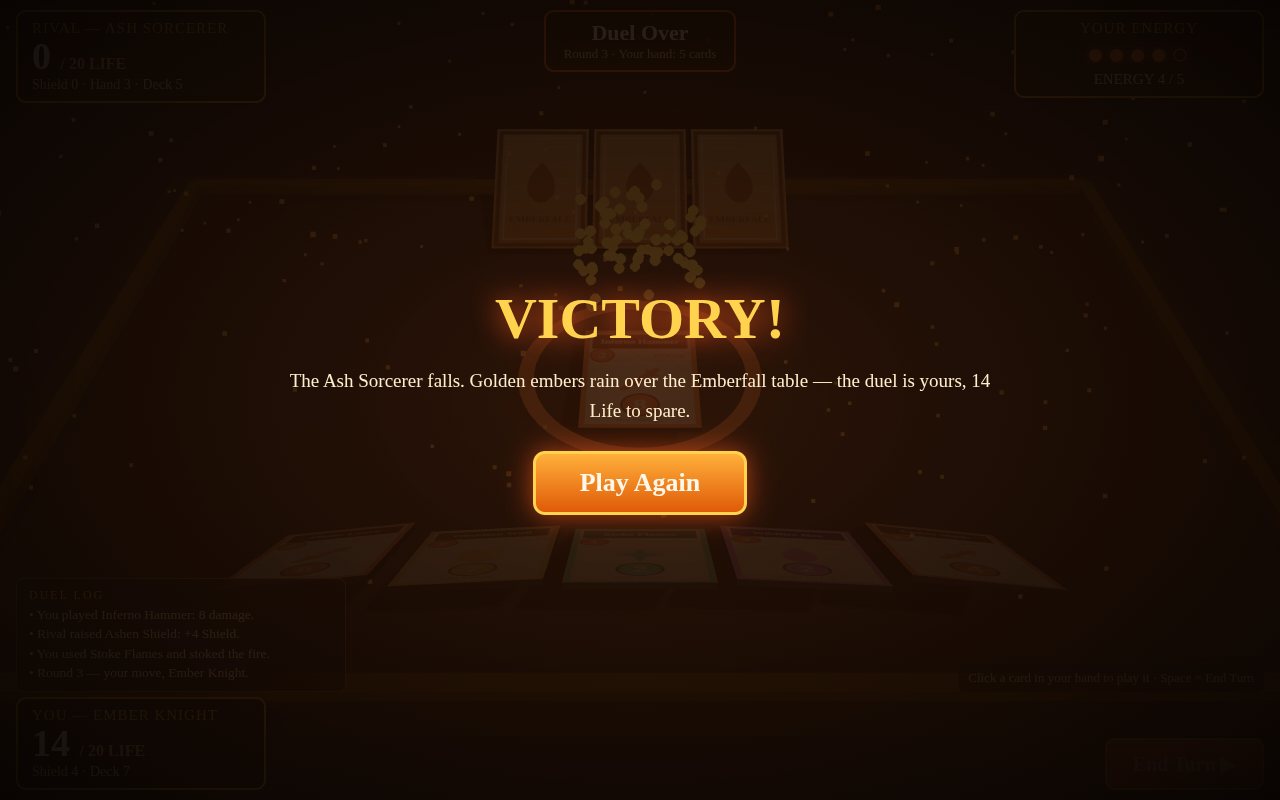 RIVAL — ASH SORCERER
0 / 20 LIFE
Shield 0 · Hand 3 · Deck 5
Duel Over
Round 3 · Your hand: 5 cards
YOUR ENERGY
ENERGY 4 / 5
VICTORY!
The Ash Sorcerer falls. Golden embers rain over the Emberfall table — the duel is yours, 14
Life to spare.
Play Again
DUEL LOG
• You played Inferno Hammer: 8 damage.
• Rival raised Ashen Shield: +4 Shield.
• You used Stoke Flames and stoked the fire.
• Round 3 — your move, Ember Knight.
Click a card in your hand to play it · Space = End Turn
YOU — EMBER KNIGHT
14 / 20 LIFE
Shield 4 · Deck 7
End Turn ▶